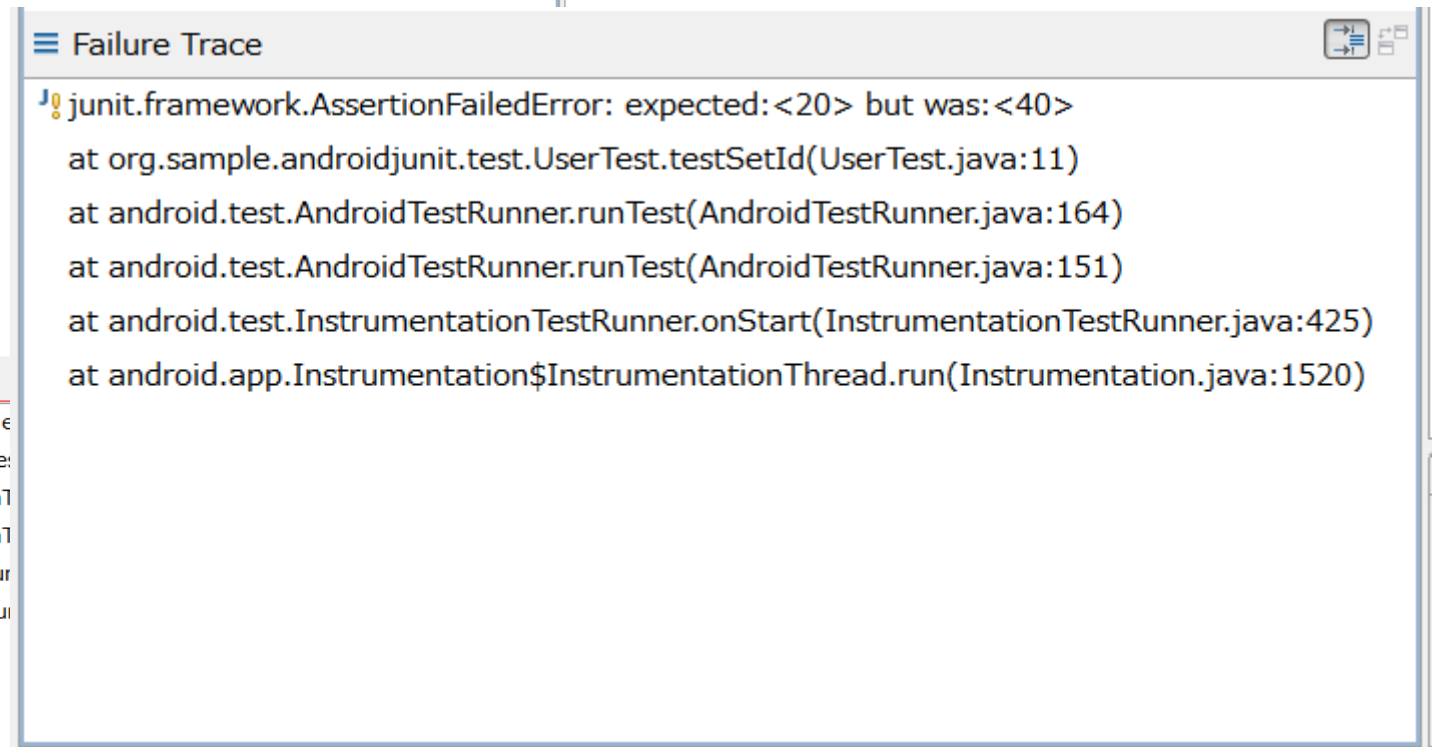 Failure Trace
junit.framework.AssertionFailedError: expected:<20> but was:<40>
at org.sample.androidjunit.test.UserTest.testSetId(UserTest.java:11)
at android.test.AndroidTestRunner.runTest(AndroidTestRunner.java:164)
at android.test.AndroidTestRunner.runTest(AndroidTestRunner.java:151)
at android.test.InstrumentationTestRunner.onStart(InstrumentationTestRunner.java:425)
at android.app.Instrumentation$InstrumentationThread.run(Instrumentation.java:1520)